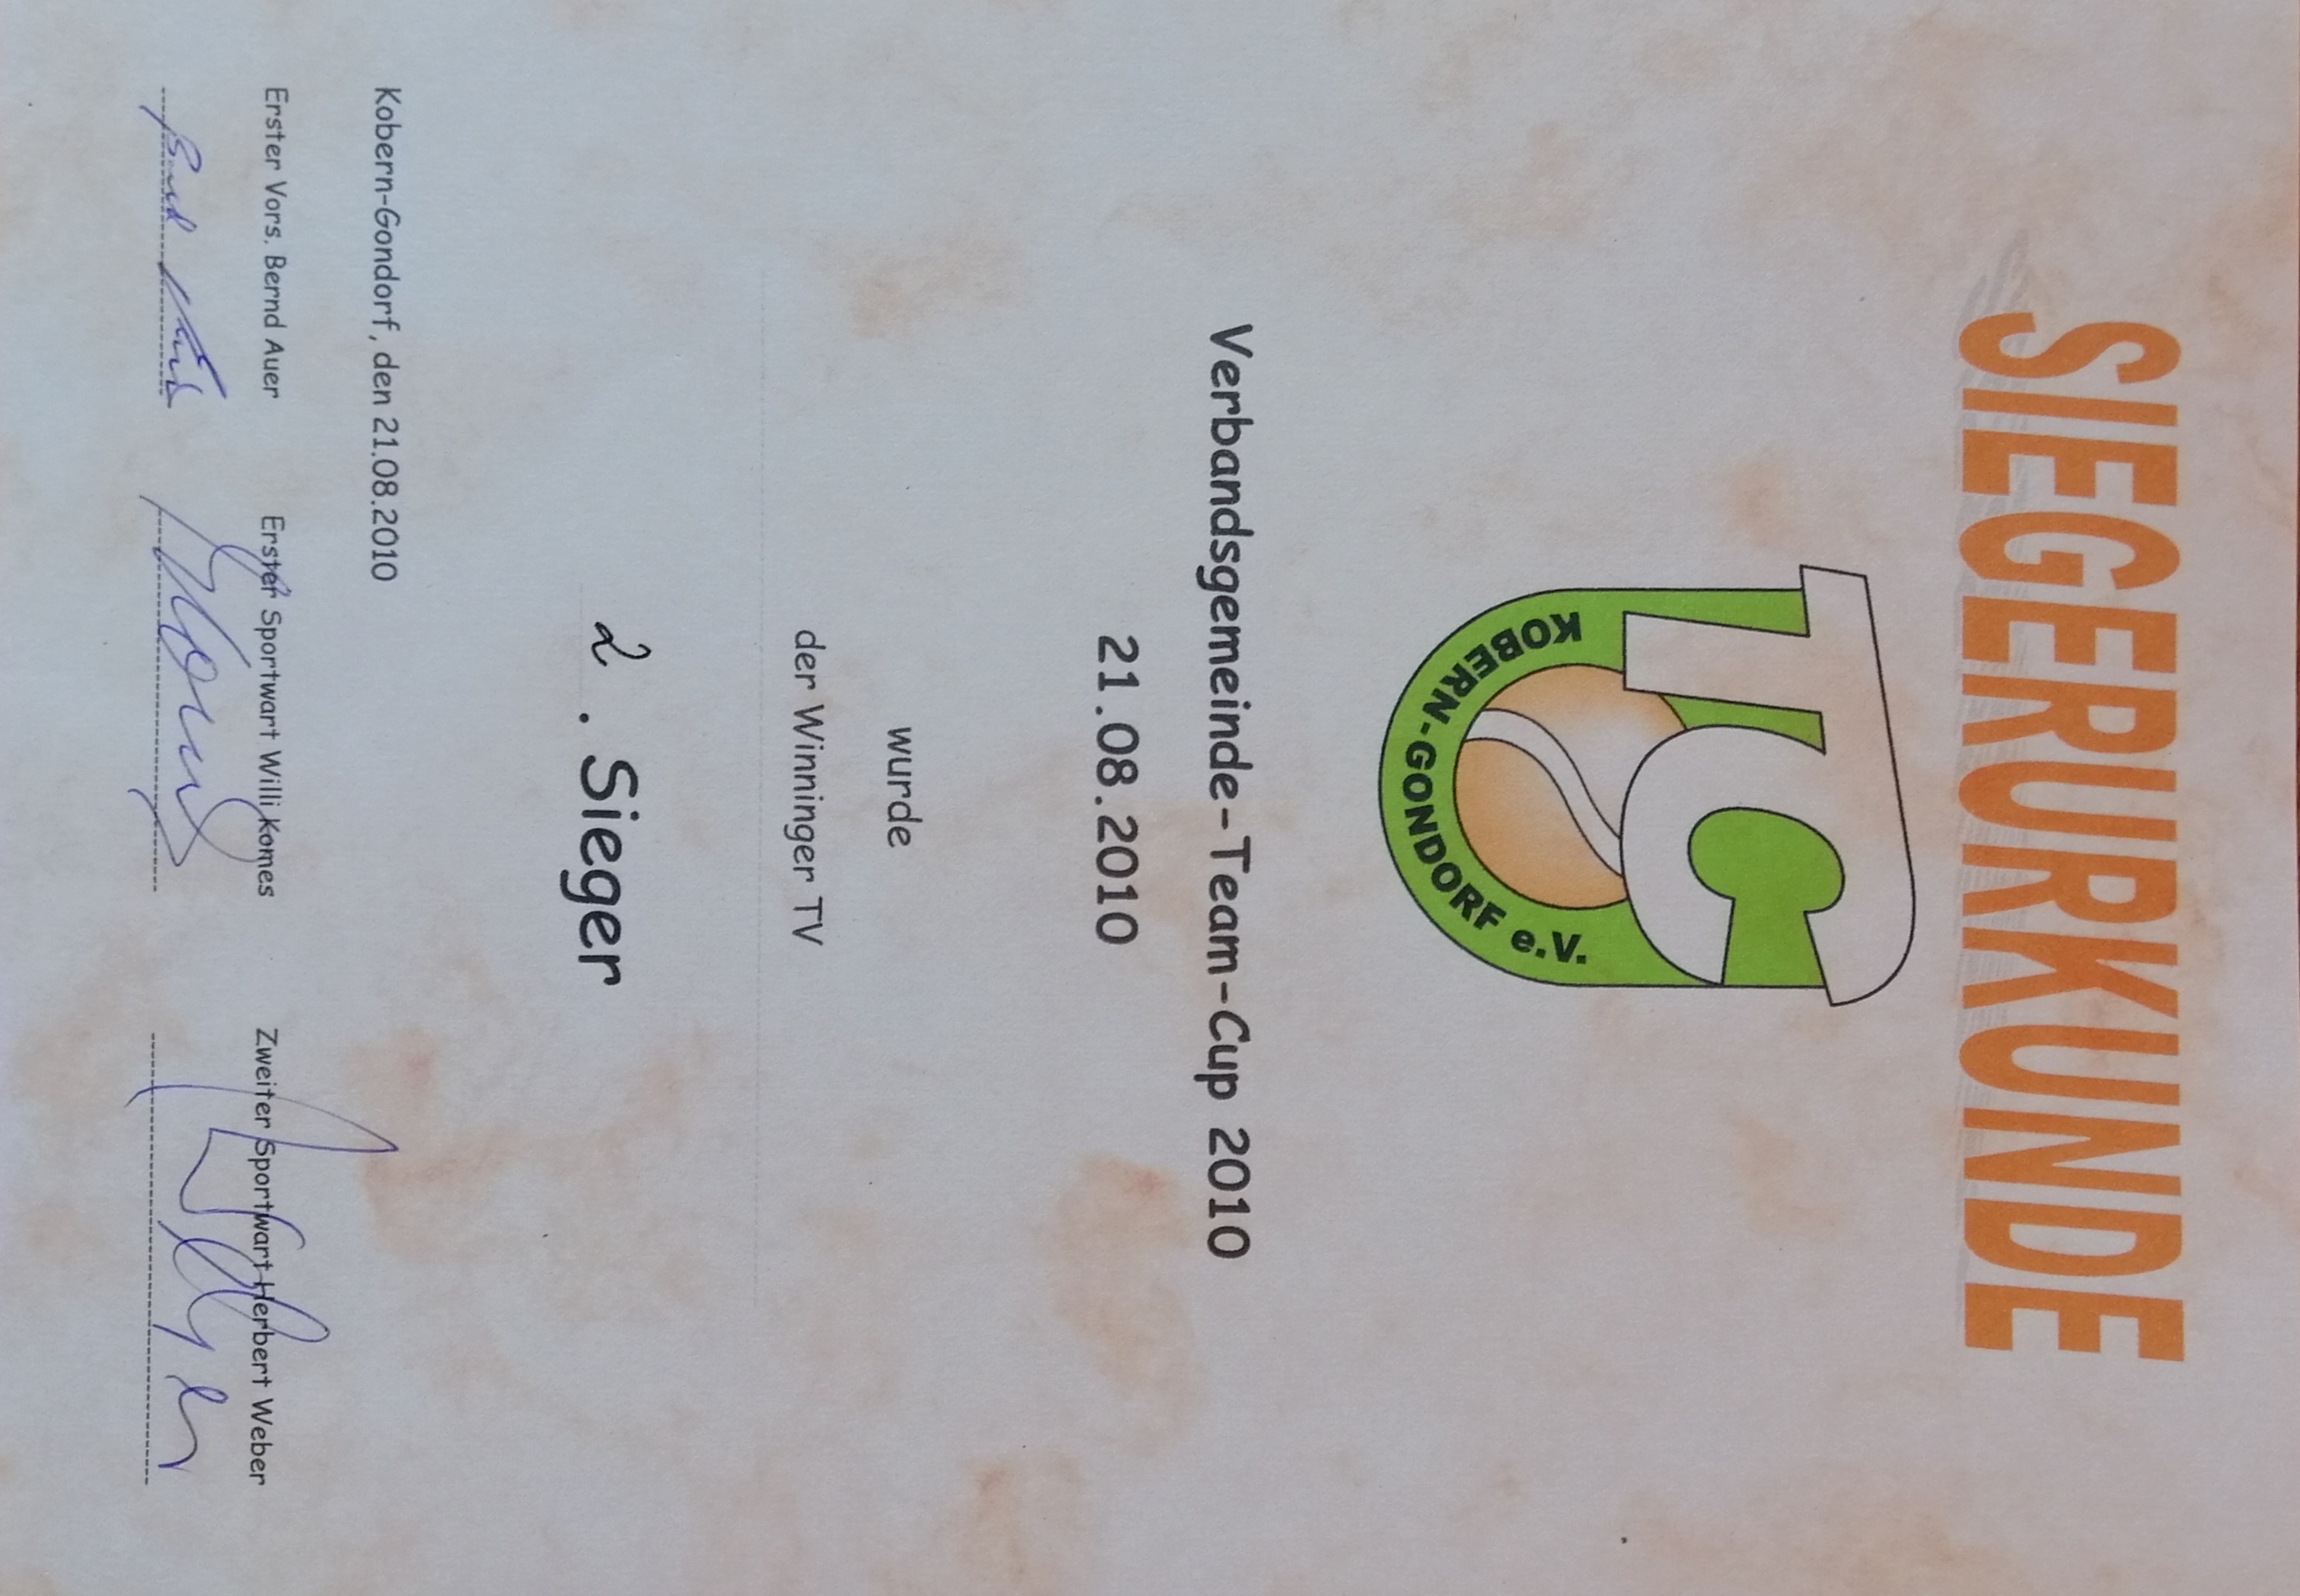 SIEGERURKUNDE
TC
KOBERN-GONDORF e.V.
Verbandsgemeinde-Team-Cup 2010
21.08.2010
wurde
der Winninger TV
2. Sieger
Kobern-Gondorf, den 21.08.2010
Erster Vors. Bernd Auer Erster Sportwart Willi Komes Zweiter Sportwart Herbert Weber